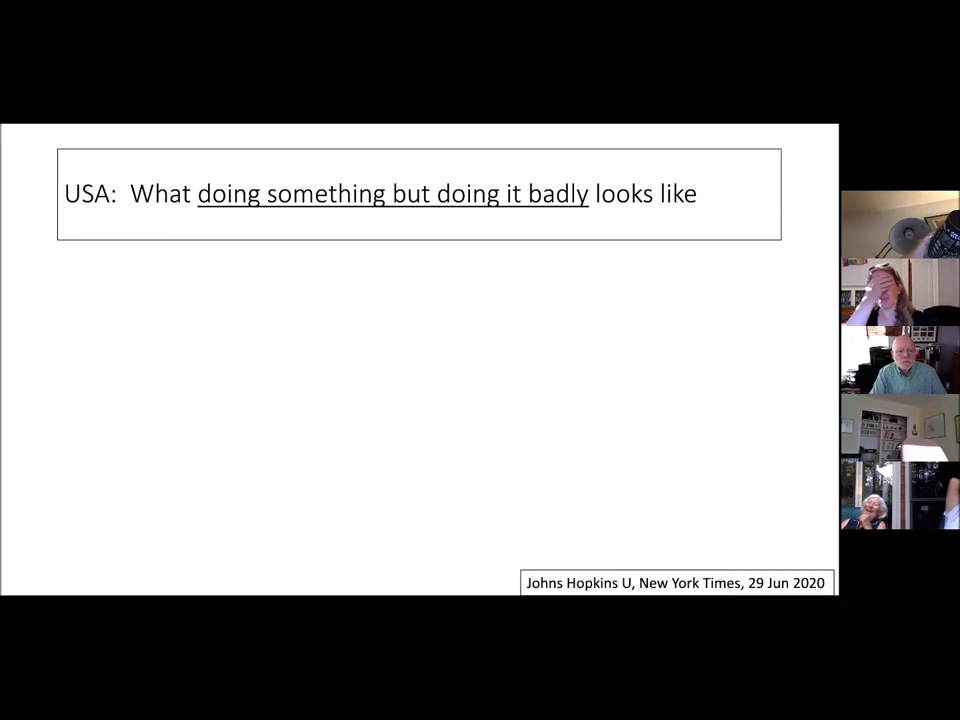 USA: What doing something but doing it badly looks like
Johns Hopkins U, New York Times, 29 Jun 2020